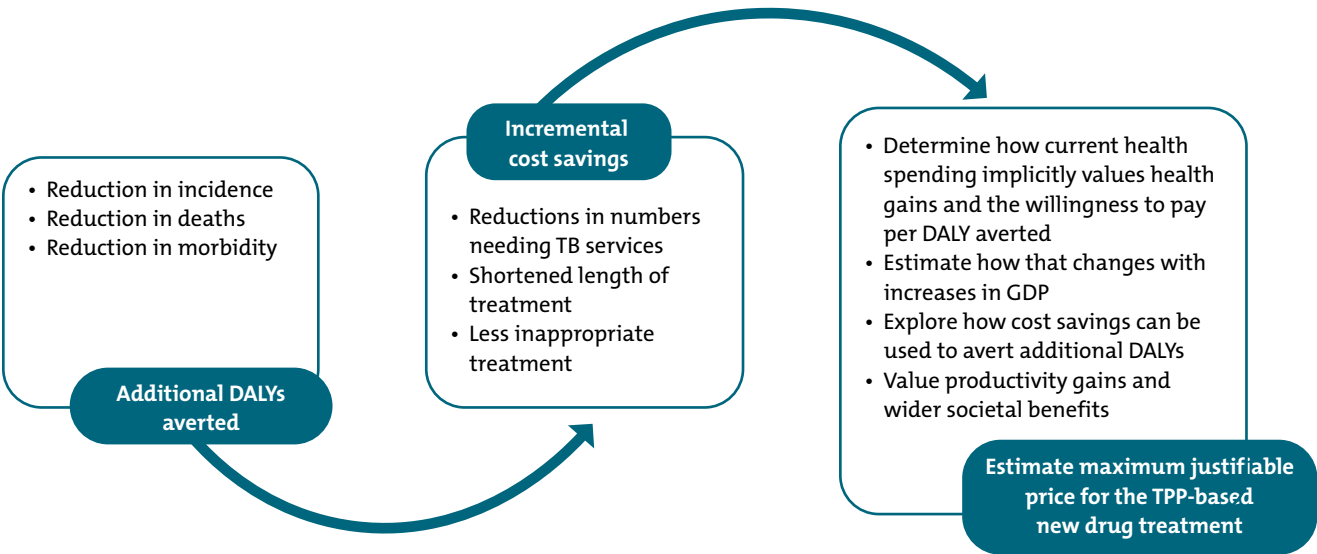 • Reduction in incidence
• Reduction in deaths
• Reduction in morbidity
Additional DALYs
averted
Incremental
cost savings
• Reductions in numbers
needing TB services
• Shortened length of
treatment
• Less inappropriate
treatment
• Determine how current health
spending implicitly values health
gains and the willingness to pay
per DALY averted
• Estimate how that changes with
increases in GDP
• Explore how cost savings can be
used to avert additional DALYs
• Value productivity gains and
wider societal benefits
Estimate maximum justifiable
price for the TPP-based
new drug treatment